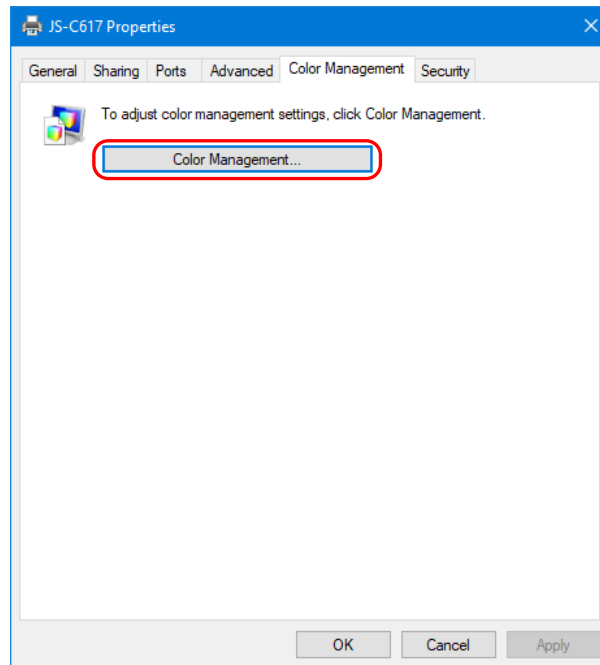 JS-C617 Properties
General Sharing Ports Advanced Color Management Security
To adjust color management settings, click Color Management.
Color Management...
OK Cancel Apply